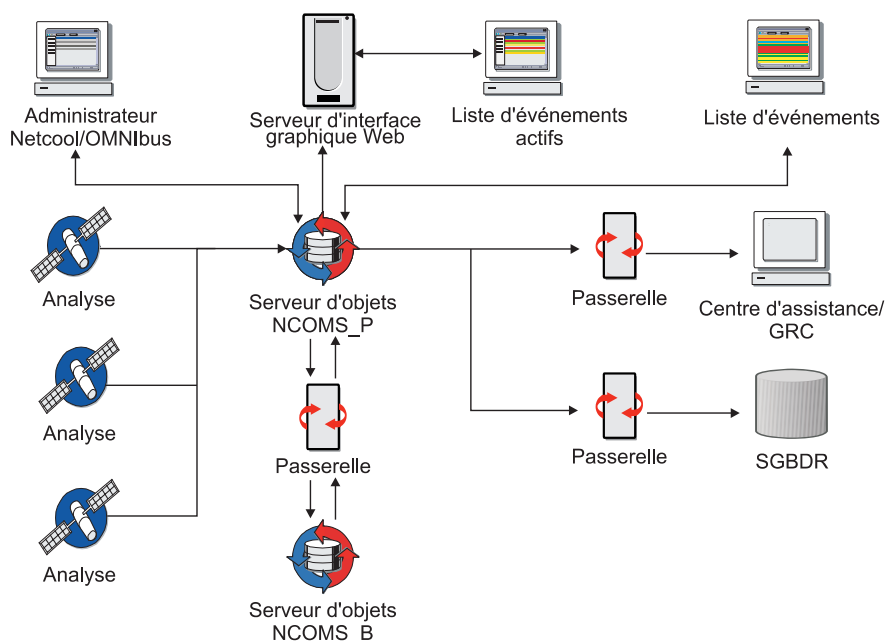 Administrateur
Netcool/OMNIbus
Serveur d'interface
graphique Web
Liste d'événements
actifs
Liste d'événements
Analyse
Serveur d'objets
NCOMS_P
Passerelle
Centre d'assistance/
GRC
Analyse
Passerelle
Passerelle
SGBDR
Analyse
Serveur d'objets
NCOMS_B